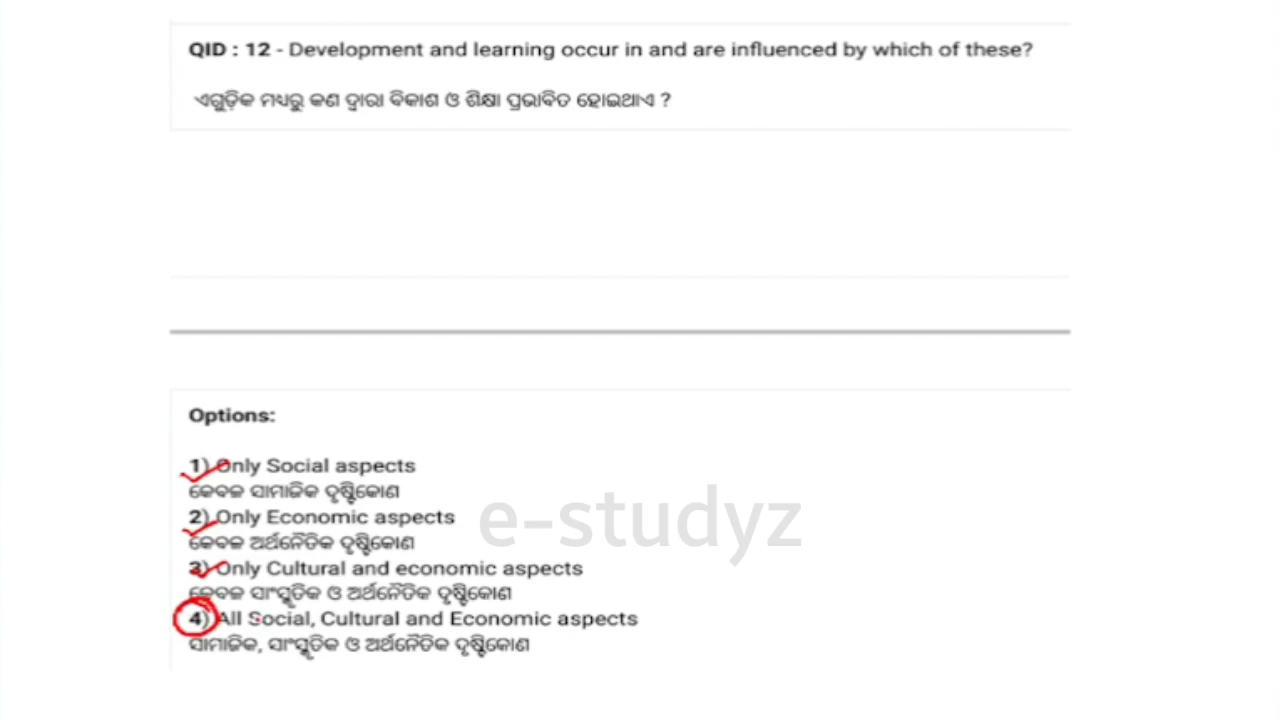 QID : 12 - Development and learning occur in and are influenced by which of these?
ଏଗୁଡ଼ିକ ମଧ୍ୟରୁ କଣ ଦ୍ୱାରା ବିକାଶ ଓ ଶିକ୍ଷା ପ୍ରଭାବିତ ହୋଇଥାଏ ?
Options:
1) Only Social aspects
କେବଳ ସାମାଜିକ ଦୃଷ୍ଟିକୋଣ
2) Only Economic aspects
କେବଳ ଅର୍ଥନୈତିକ ଦୃଷ୍ଟିକୋଣ
3) Only Cultural and economic aspects
କେବଳ ସାଂସ୍କୃତିକ ଓ ଅର୍ଥନୈତିକ ଦୃଷ୍ଟିକୋଣ
4) All Social, Cultural and Economic aspects
ସାମାଜିକ, ସାଂସ୍କୃତିକ ଓ ଅର୍ଥନୈତିକ ଦୃଷ୍ଟିକୋଣ
e-studyz